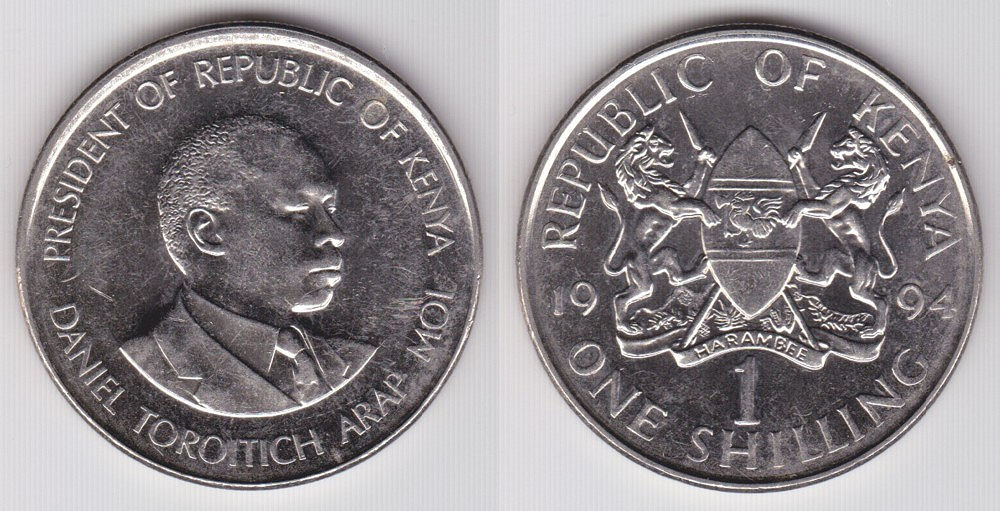 PRESIDENT OF REPUBLIC OF KENYA
DANIEL TOROITICH ARAP MOI
REPUBLIC OF KENYA
1994
HARAMBEE
1
ONE SHILLING